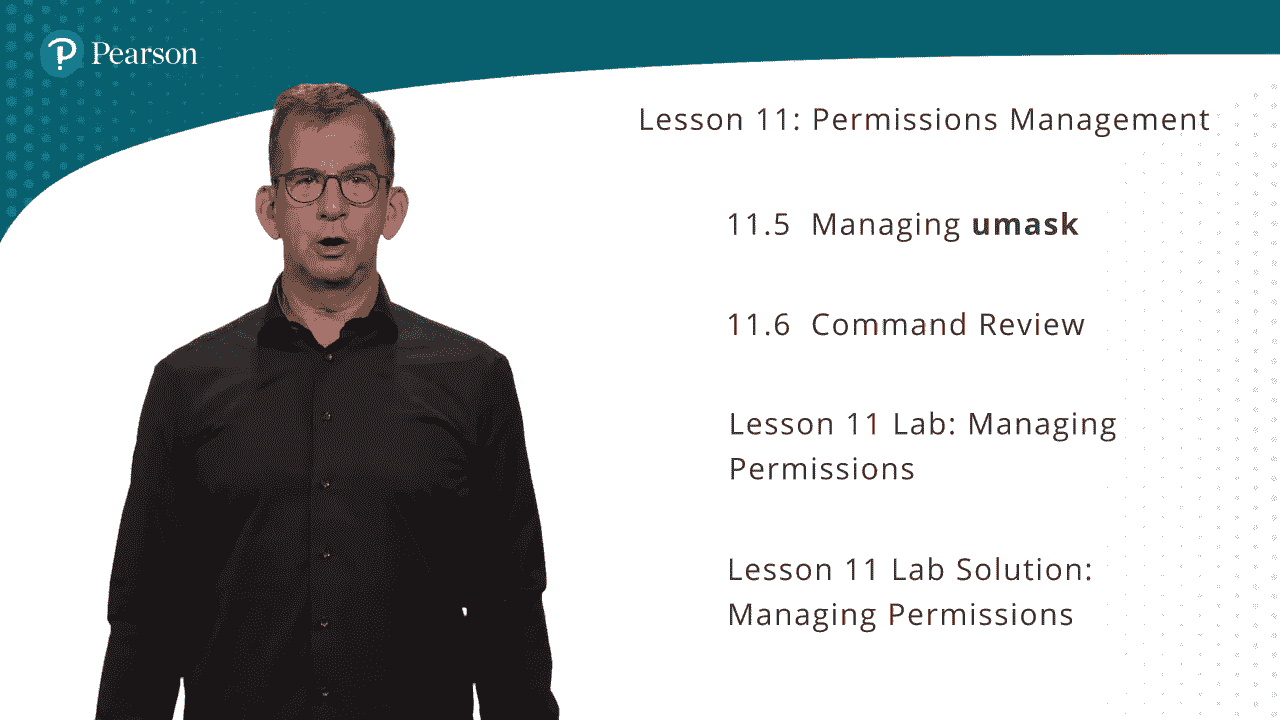 Pearson
Lesson 11: Permissions Management
11.5 Managing umask
11.6 Command Review
Lesson 11 Lab: Managing
Permissions
Lesson 11 Lab Solution:
Managing Permissions